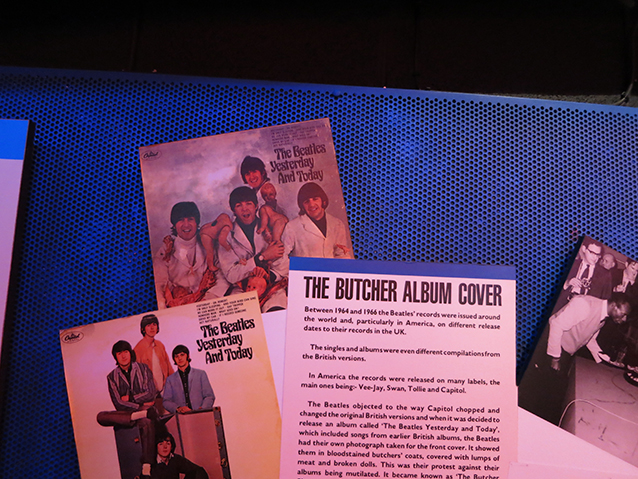 Capitol
The Beatles
Yesterday
And Today
Capitol
The Beatles
Yesterday
And Today
THE BUTCHER ALBUM COVER
Between 1964 and 1966 the Beatles' records were issued around
the world and, particularly in America, on different release
dates to their records in the UK.
The singles and albums were even different compilations from
the British versions.
In America the records were released on many labels, the
main ones being:- Vee-Jay, Swan, Tollie and Capitol.
The Beatles objected to the way Capitol chopped and
changed the original British versions and when it was decided to
release an album called 'The Beatles Yesterday and Today',
which included songs from earlier British albums, the Beatles
had their own photograph taken for the front cover. It showed
them in bloodstained butchers' coats, covered with lumps of
meat and broken dolls. This was their protest against their
albums being mutilated. It became known as 'The Butcher